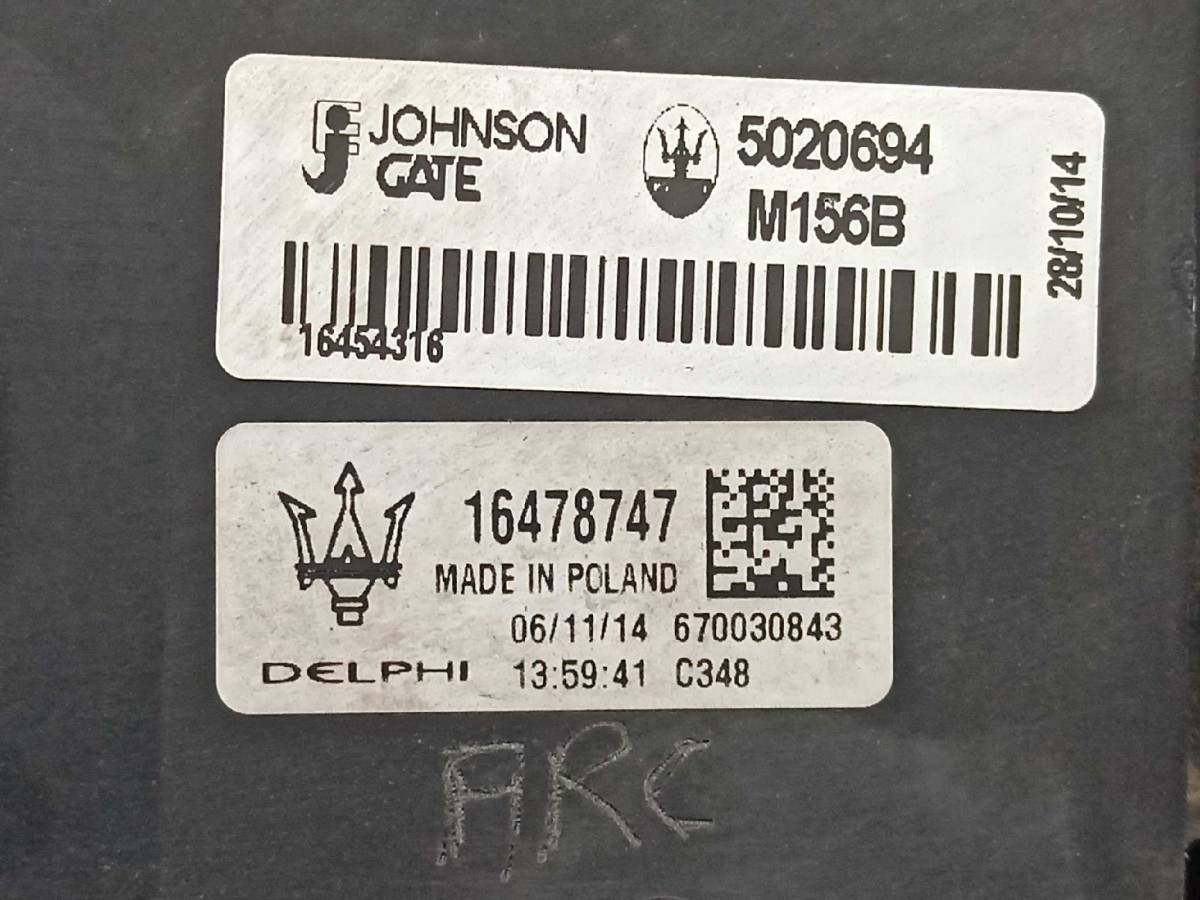 JOHNSON
GATE
5020694
M156B
28/10/14
16454316
16478747
MADE IN POLAND
06/11/14 670030843
DELPHI 13:59:41 C348
ARC